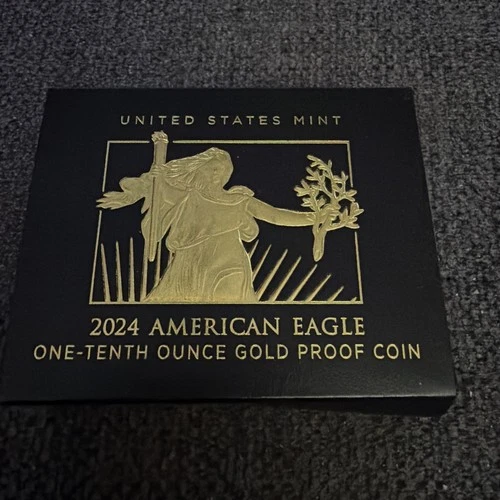 UNITED STATES MINT
2024 AMERICAN EAGLE
ONE-TENTH OUNCE GOLD PROOF COIN